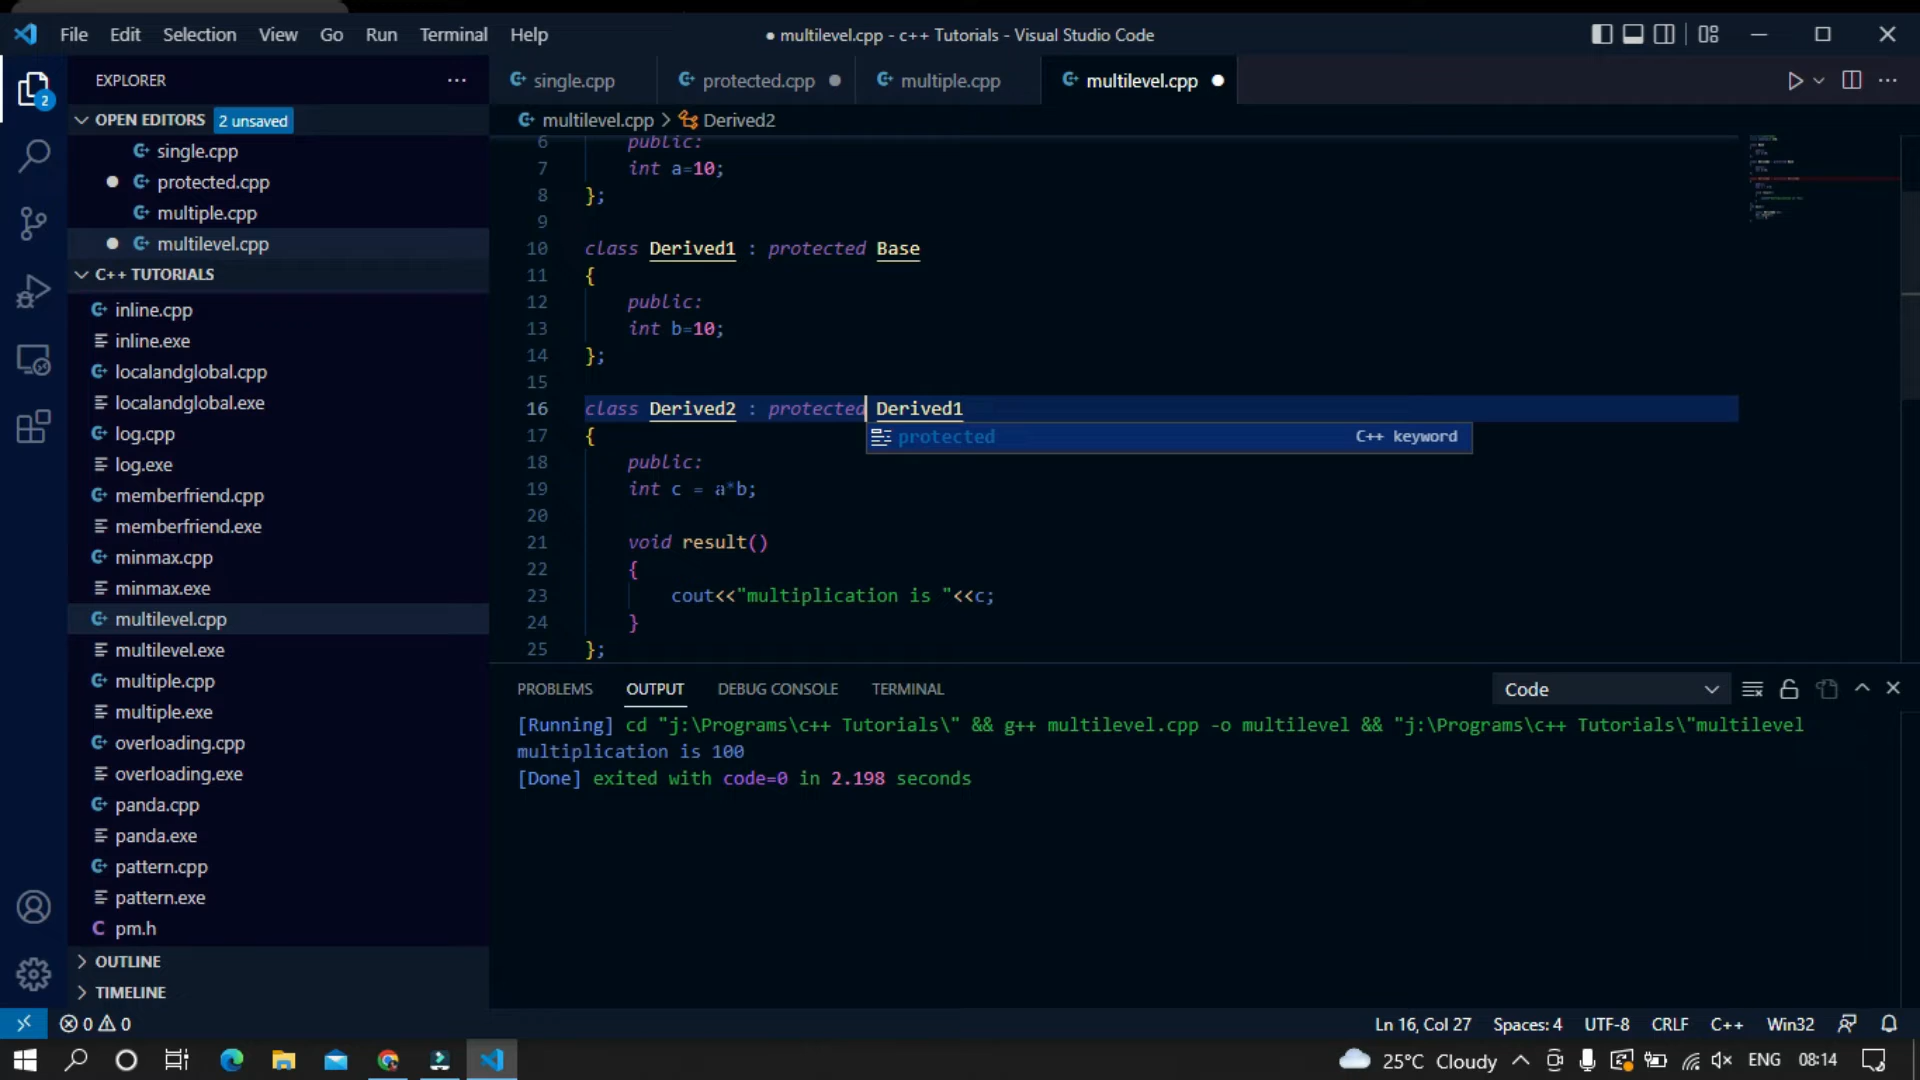 File Edit Selection View Go Run Terminal Help
● multilevel.cpp - c++ Tutorials - Visual Studio Code
EXPLORER
OPEN EDITORS 2 unsaved
single.cpp
protected.cpp
multiple.cpp
multilevel.cpp
C++ TUTORIALS
inline.cpp
inline.exe
localandglobal.cpp
localandglobal.exe
log.cpp
log.exe
memberfriend.cpp
memberfriend.exe
minmax.cpp
minmax.exe
multilevel.cpp
multilevel.exe
multiple.cpp
multiple.exe
overloading.cpp
overloading.exe
panda.cpp
panda.exe
pattern.cpp
pattern.exe
C pm.h
OUTLINE
TIMELINE
2
single.cpp protected.cpp multiple.cpp multilevel.cpp
multilevel.cpp > Derived2
6 public:
7 int a=10;
8 };
9
10 class Derived1 : protected Base
11 {
12 public:
13 int b=10;
14 };
15
16 class Derived2 : protected Derived1
protected C++ keyword
17 {
18 public:
19 int c = a*b;
20
21 void result()
22 {
23 cout<<"multiplication is "<<c;
24 }
25 };
PROBLEMS OUTPUT DEBUG CONSOLE TERMINAL Code
[Running] cd "j:\Programs\c++ Tutorials\" && g++ multilevel.cpp -o multilevel && "j:\Programs\c++ Tutorials\"multilevel
multiplication is 100
[Done] exited with code=0 in 2.198 seconds
0 0 Ln 16, Col 27 Spaces: 4 UTF-8 CRLF C++ Win32
25°C Cloudy ENG 08:14